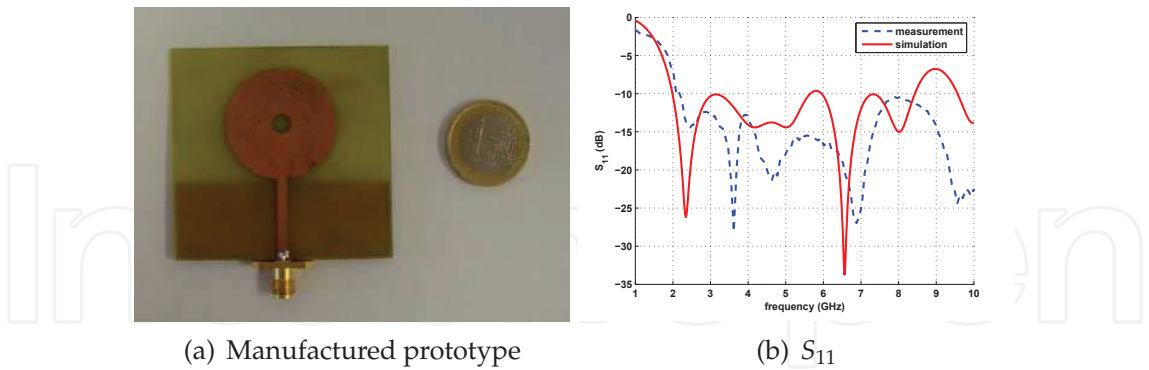 measurement
simulation
0
−5
−10
−15
−20
−25
−30
−35
S11 (dB)
1 2 3 4 5 6 7 8 9 10
frequency (GHz)
(a) Manufactured prototype
(b) S11